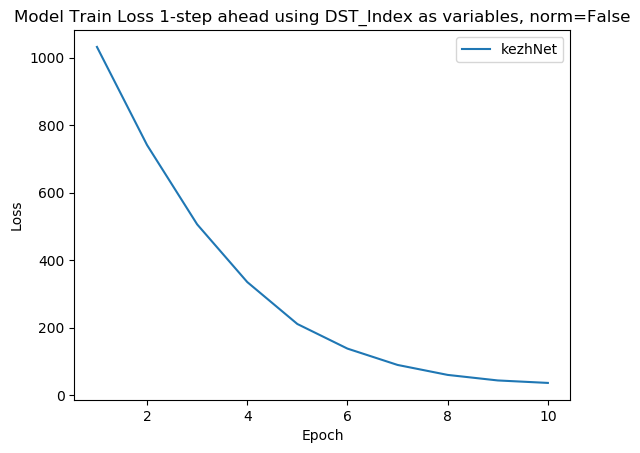 Model Train Loss 1-step ahead using DST_Index as variables, norm=False
kezhNet
1000
800
600
400
200
0
Loss
2
4
6
8
10
Epoch